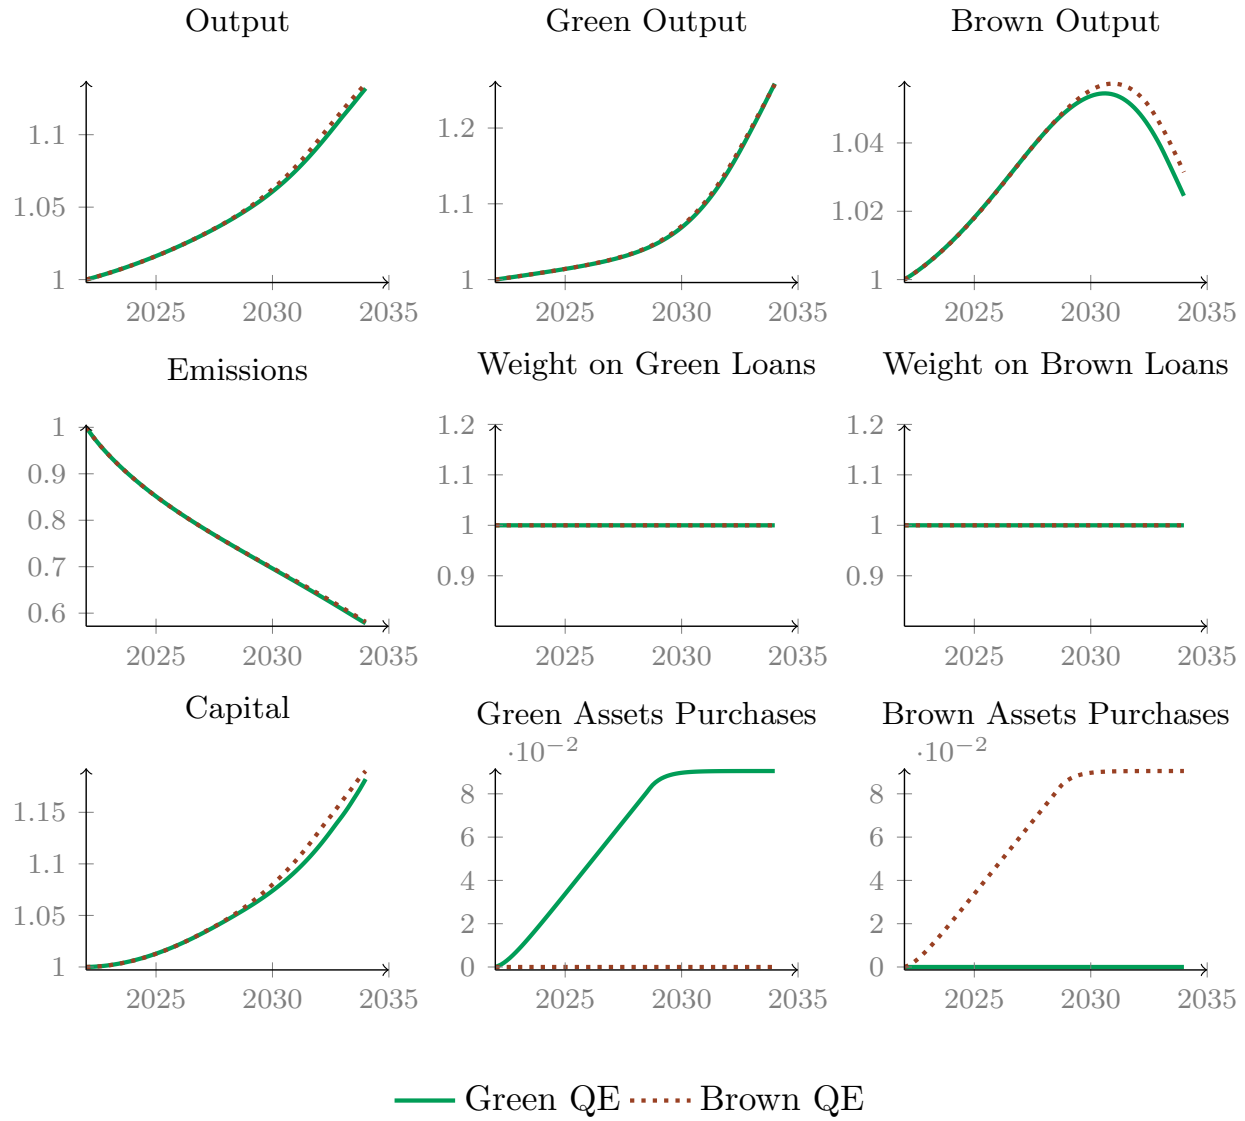 Output
1
1.05
1.1
2025 2030 2035
Green Output
1
1.1
1.2
2025 2030 2035
Brown Output
1
1.02
1.04
2025 2030 2035
Emissions
1
0.9
0.8
0.7
0.6
2025 2030 2035
Weight on Green Loans
1.2
1.1
1
0.9
2025 2030 2035
Weight on Brown Loans
1.2
1.1
1
0.9
2025 2030 2035
Capital
1.15
1.1
1.05
1
2025 2030 2035
Green Assets Purchases
·10⁻²
8
6
4
2
0
2025 2030 2035
Brown Assets Purchases
·10⁻²
8
6
4
2
0
2025 2030 2035
Green QE Brown QE